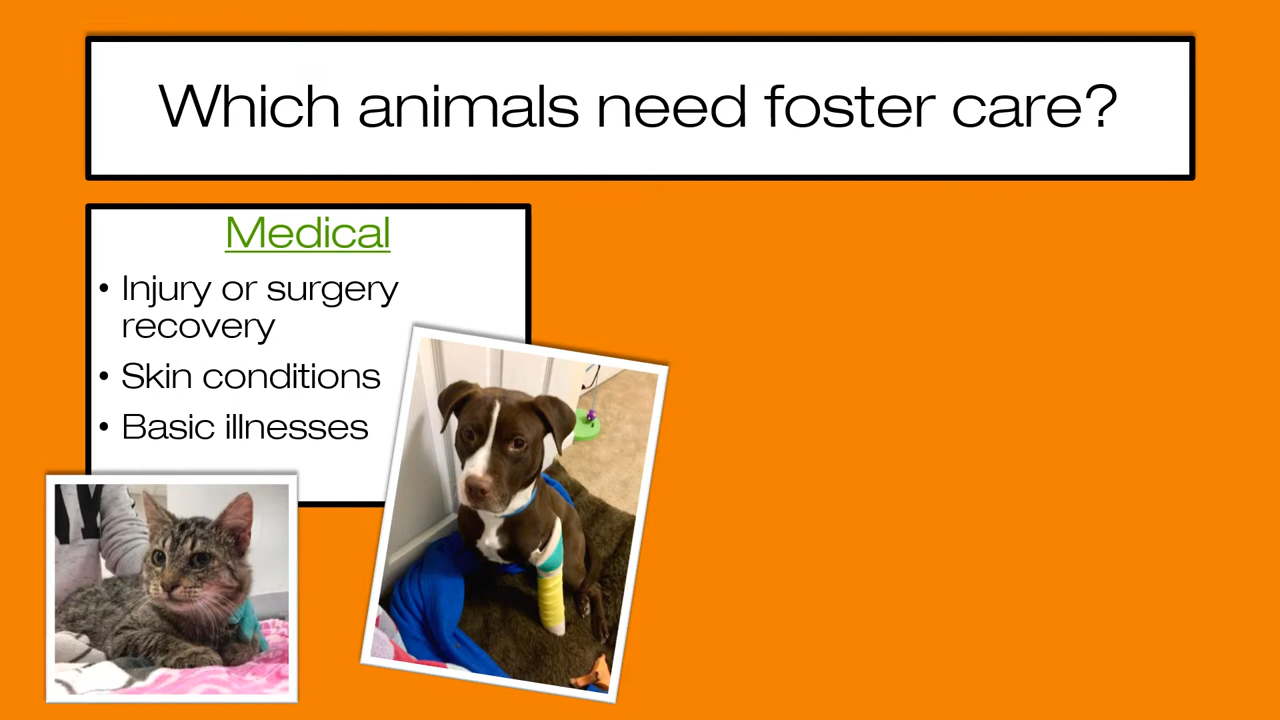 Which animals need foster care?
Medical
• Injury or surgery
recovery
• Skin conditions
• Basic illnesses